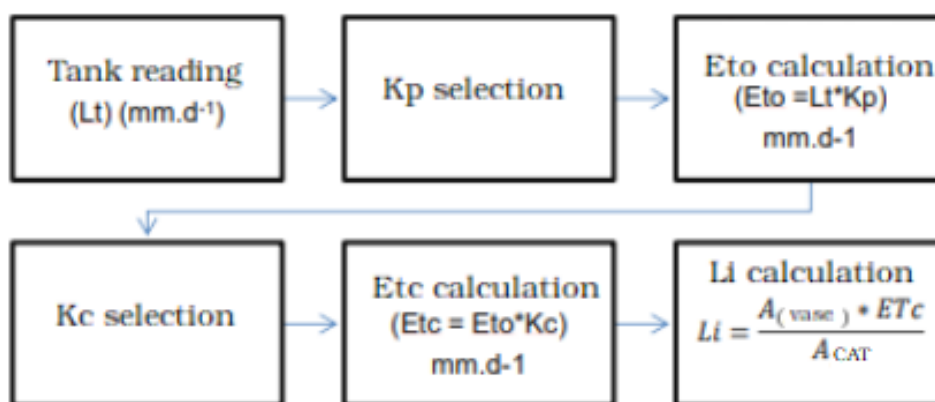 Tank reading
(Lt) (mm.d⁻¹)
Kp selection
Eto calculation
(Eto =Lt*Kp)
mm.d-1
Kc selection
Etc calculation
(Etc = Eto*Kc)
mm.d-1
Li calculation
Li = A(vase) * ETc / A CAT